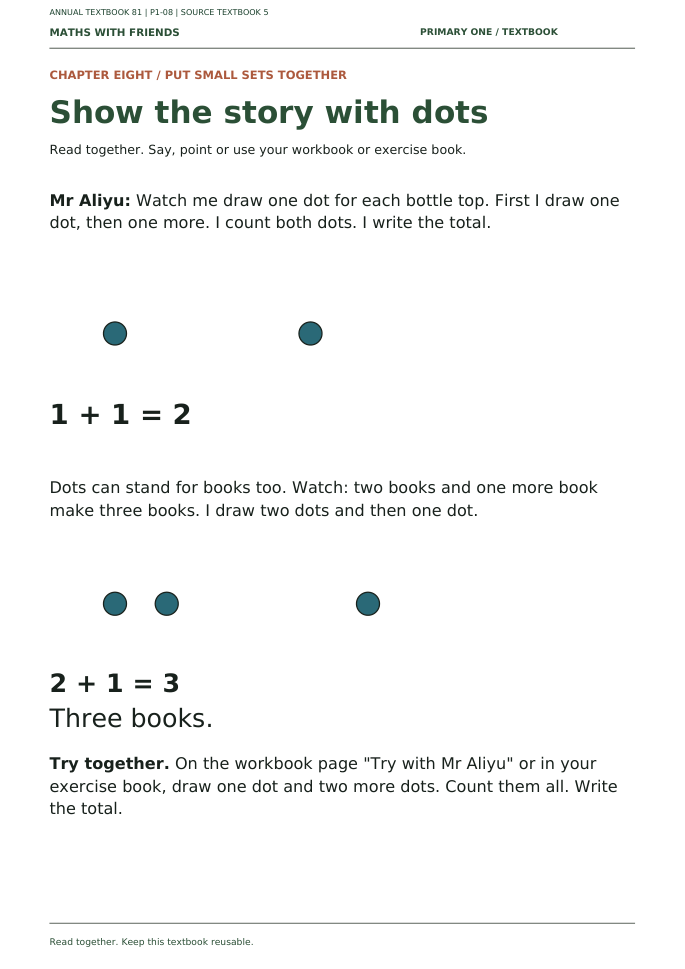 ANNUAL TEXTBOOK 81 | P1-08 | SOURCE TEXTBOOK 5
MATHS WITH FRIENDS
PRIMARY ONE / TEXTBOOK
CHAPTER EIGHT / PUT SMALL SETS TOGETHER
Show the story with dots
Read together. Say, point or use your workbook or exercise book.
Mr Aliyu: Watch me draw one dot for each bottle top. First I draw one
dot, then one more. I count both dots. I write the total.
1 + 1 = 2
Dots can stand for books too. Watch: two books and one more book
make three books. I draw two dots and then one dot.
2 + 1 = 3
Three books.
Try together. On the workbook page "Try with Mr Aliyu" or in your
exercise book, draw one dot and two more dots. Count them all. Write
the total.
Read together. Keep this textbook reusable.